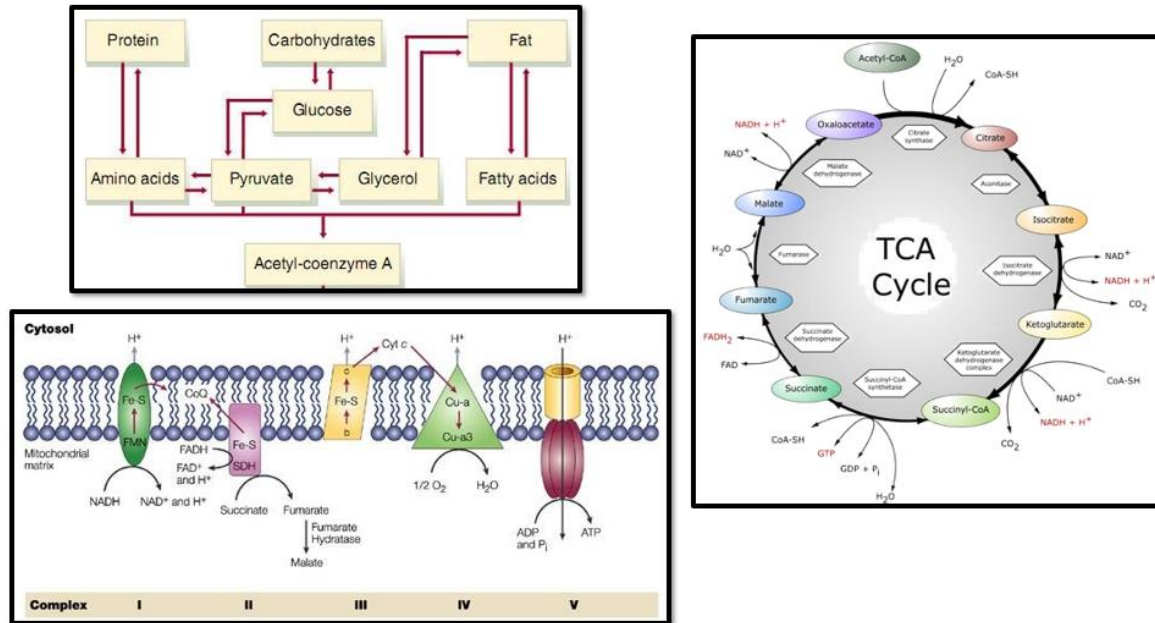 Protein
Carbohydrates
Fat
Glucose
Amino acids
Pyruvate
Glycerol
Fatty acids
Acetyl-coenzyme A
Cytosol
H⁺
H⁺
Cyt c
H⁺
H⁺
Fe-S
CoQ
c
Fe-S
b
Cu-a
Cu-a3
FMN
Fe-S
SDH
Mitochondrial
matrix
FADH
FAD⁺
and H⁺
NADH
NAD⁺ and H⁺
Succinate
Fumarate
Fumarate
Hydratase
Malate
1/2 O₂
H₂O
ADP
and Pᵢ
ATP
Complex I II III IV V
Acetyl-CoA
H₂O
CoA-SH
Oxaloacetate
Citrate
synthase
Citrate
NADH + H⁺
NAD⁺
Malate
dehydrogenase
Aconitase
Malate
Isocitrate
TCA
Cycle
H₂O
Fumarase
Isocitrate
dehydrogenase
NAD⁺
NADH + H⁺
CO₂
Fumarate
Ketoglutarate
FADH₂
FAD
Succinate
dehydrogenase
Ketoglutarate
dehydrogenase
complex
Succinyl-CoA
synthetase
Succinate
Succinyl-CoA
CoA-SH
NAD⁺
NADH + H⁺
CO₂
CoA-SH
GTP
GDP + Pᵢ
H₂O